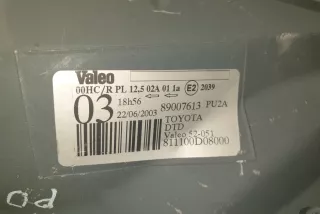 Valeo
00HC/R PL 12,5 02A 01 1a E2 2039
03 18h56 89007613 PU2A
22/06/2003 TOYOTA
DTD
Valeo 52-051
811100D08000